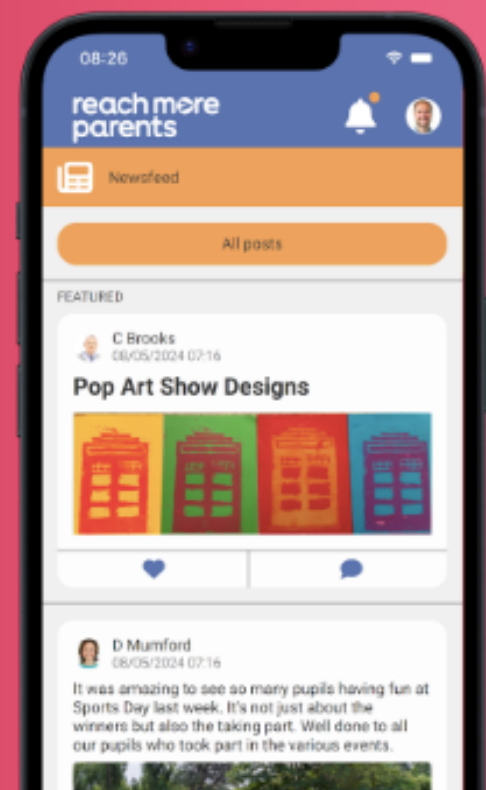 08:26
reach more
parents
Newsfeed
All posts
FEATURED
C Brooks
08/05/2024 07:16
Pop Art Show Designs
D Mumford
08/05/2024 07:16
It was amazing to see so many pupils having fun at
Sports Day last week. It's not just about the
winners but also the taking part. Well done to all
our pupils who took part in the various events.